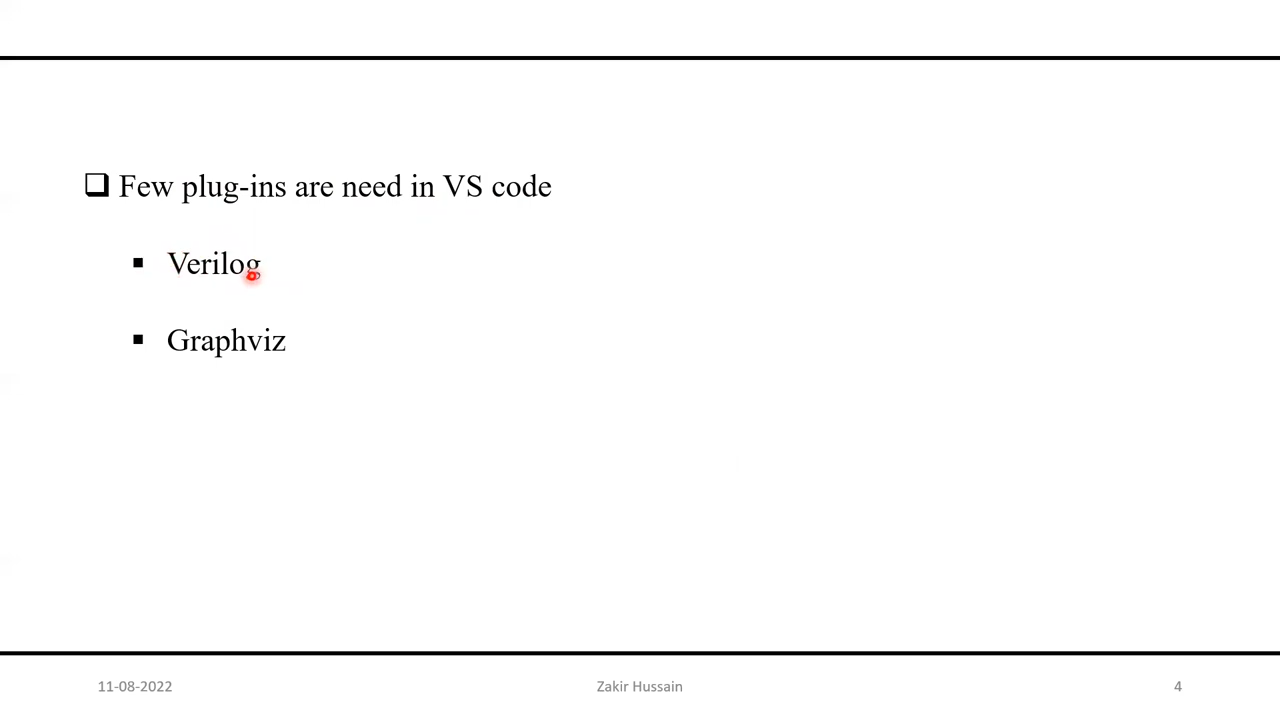 Few plug-ins are need in VS code
Verilog
Graphviz
11-08-2022 Zakir Hussain 4